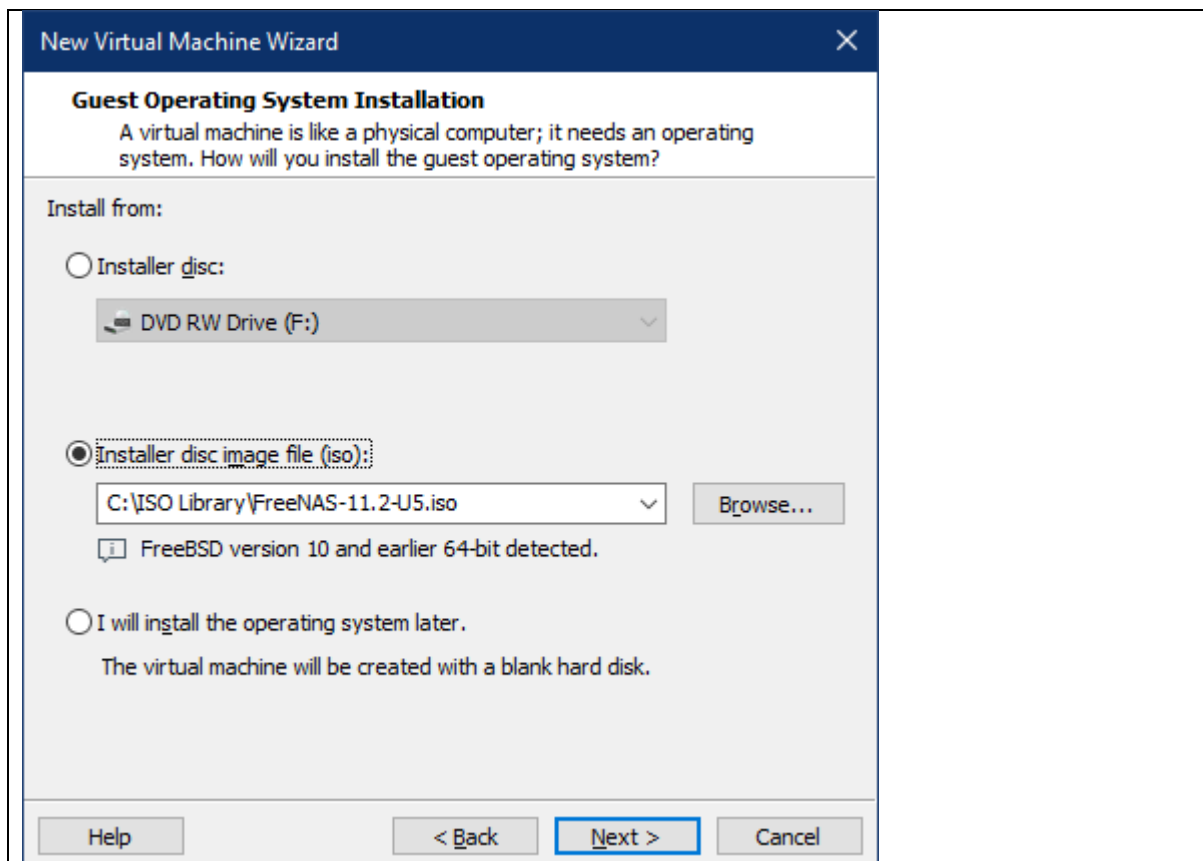 New Virtual Machine Wizard
Guest Operating System Installation
A virtual machine is like a physical computer; it needs an operating
system. How will you install the guest operating system?
Install from:
Installer disc:
DVD RW Drive (F:)
Installer disc image file (iso):
C:\ISO Library\FreeNAS-11.2-U5.iso
Browse...
FreeBSD version 10 and earlier 64-bit detected.
I will install the operating system later.
The virtual machine will be created with a blank hard disk.
Help
< Back
Next >
Cancel